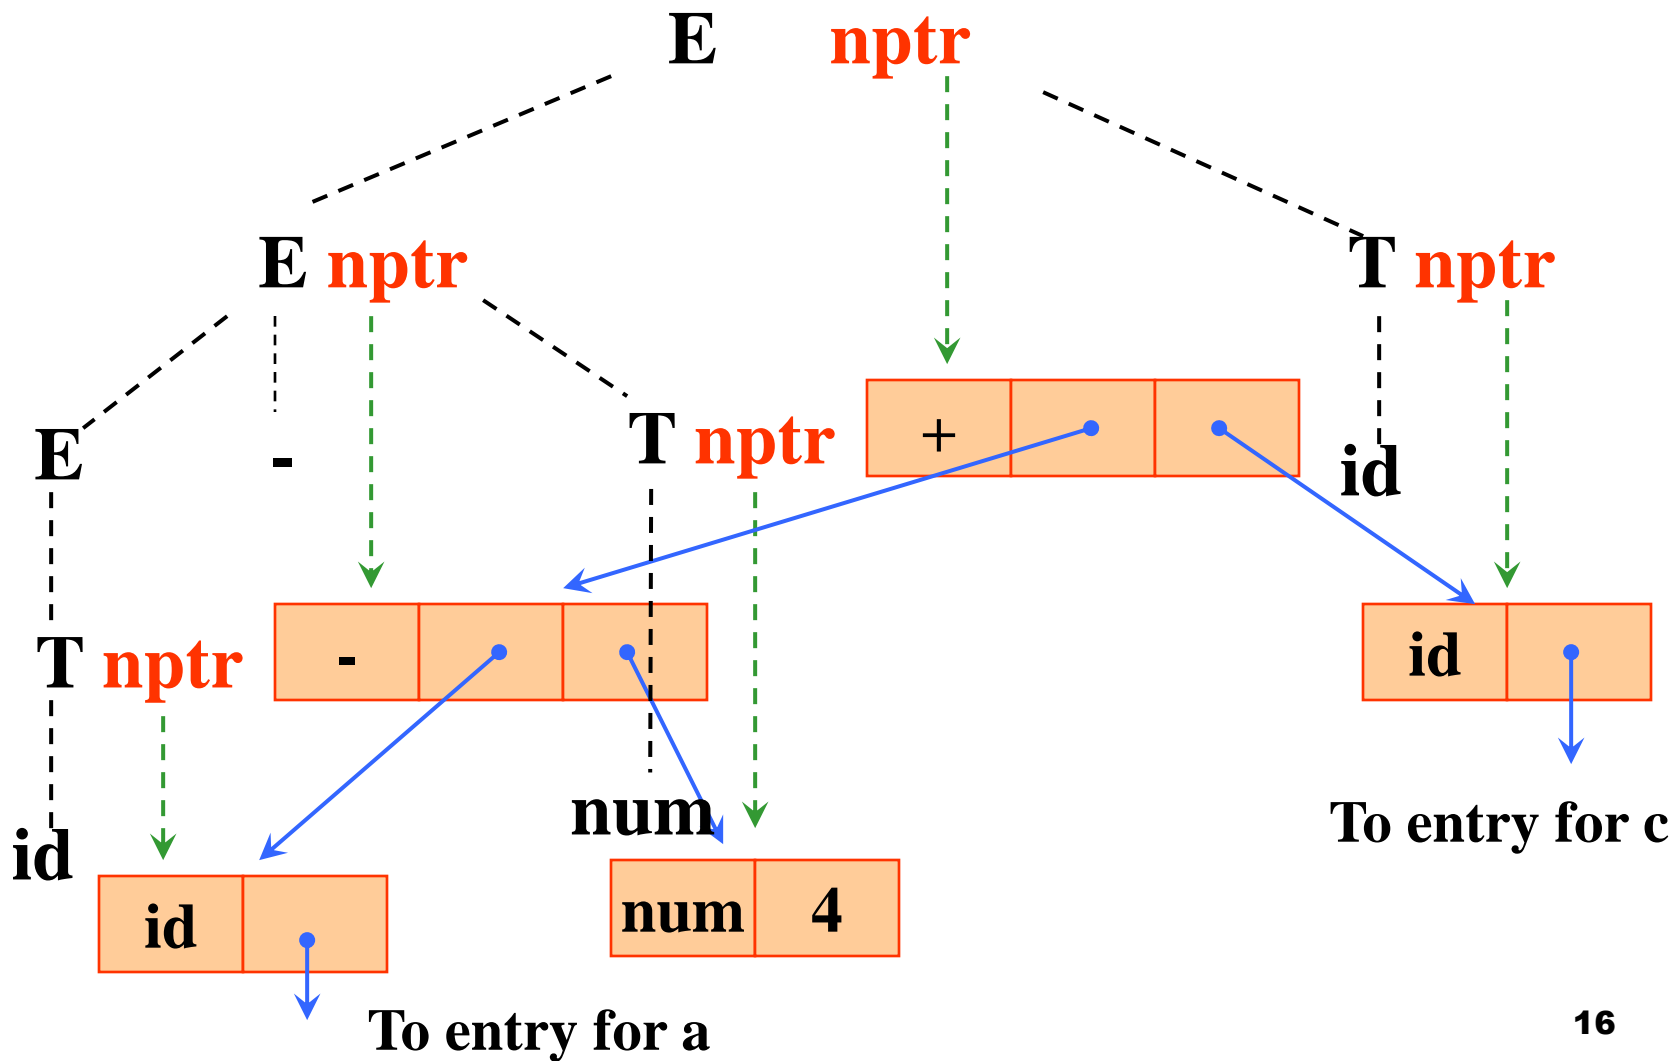 E nptr
E nptr T nptr
E - T nptr + id
T nptr - id
id num To entry for c
id num 4
To entry for a 16